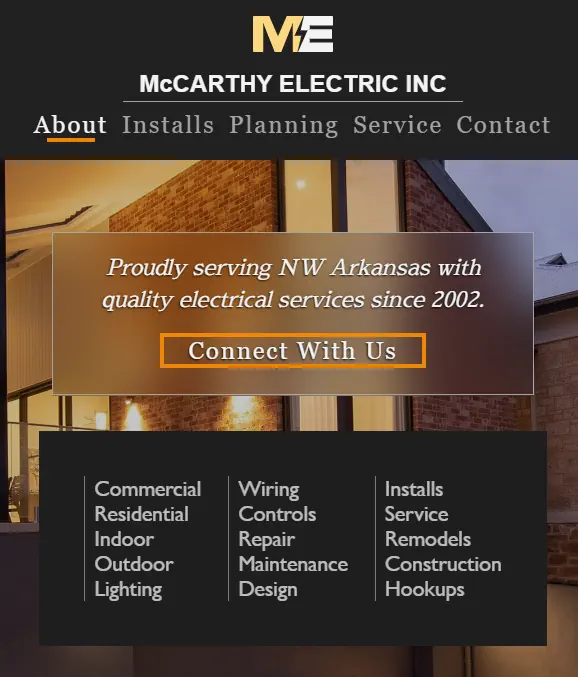 ME
McCARTHY ELECTRIC INC
About Installs Planning Service Contact
Proudly serving NW Arkansas with
quality electrical services since 2002.
Connect With Us
Commercial
Residential
Indoor
Outdoor
Lighting
Wiring
Controls
Repair
Maintenance
Design
Installs
Service
Remodels
Construction
Hookups